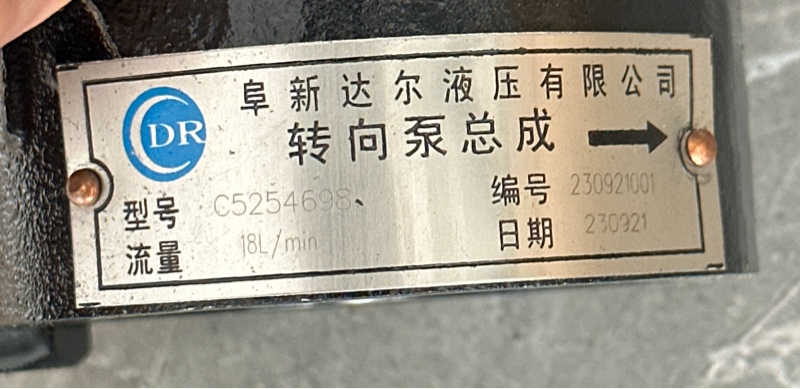 阜新达尔液压有限公司
DR 转向泵总成
型号 C5254698 编号 230921001
流量 18L/min 日期 230921